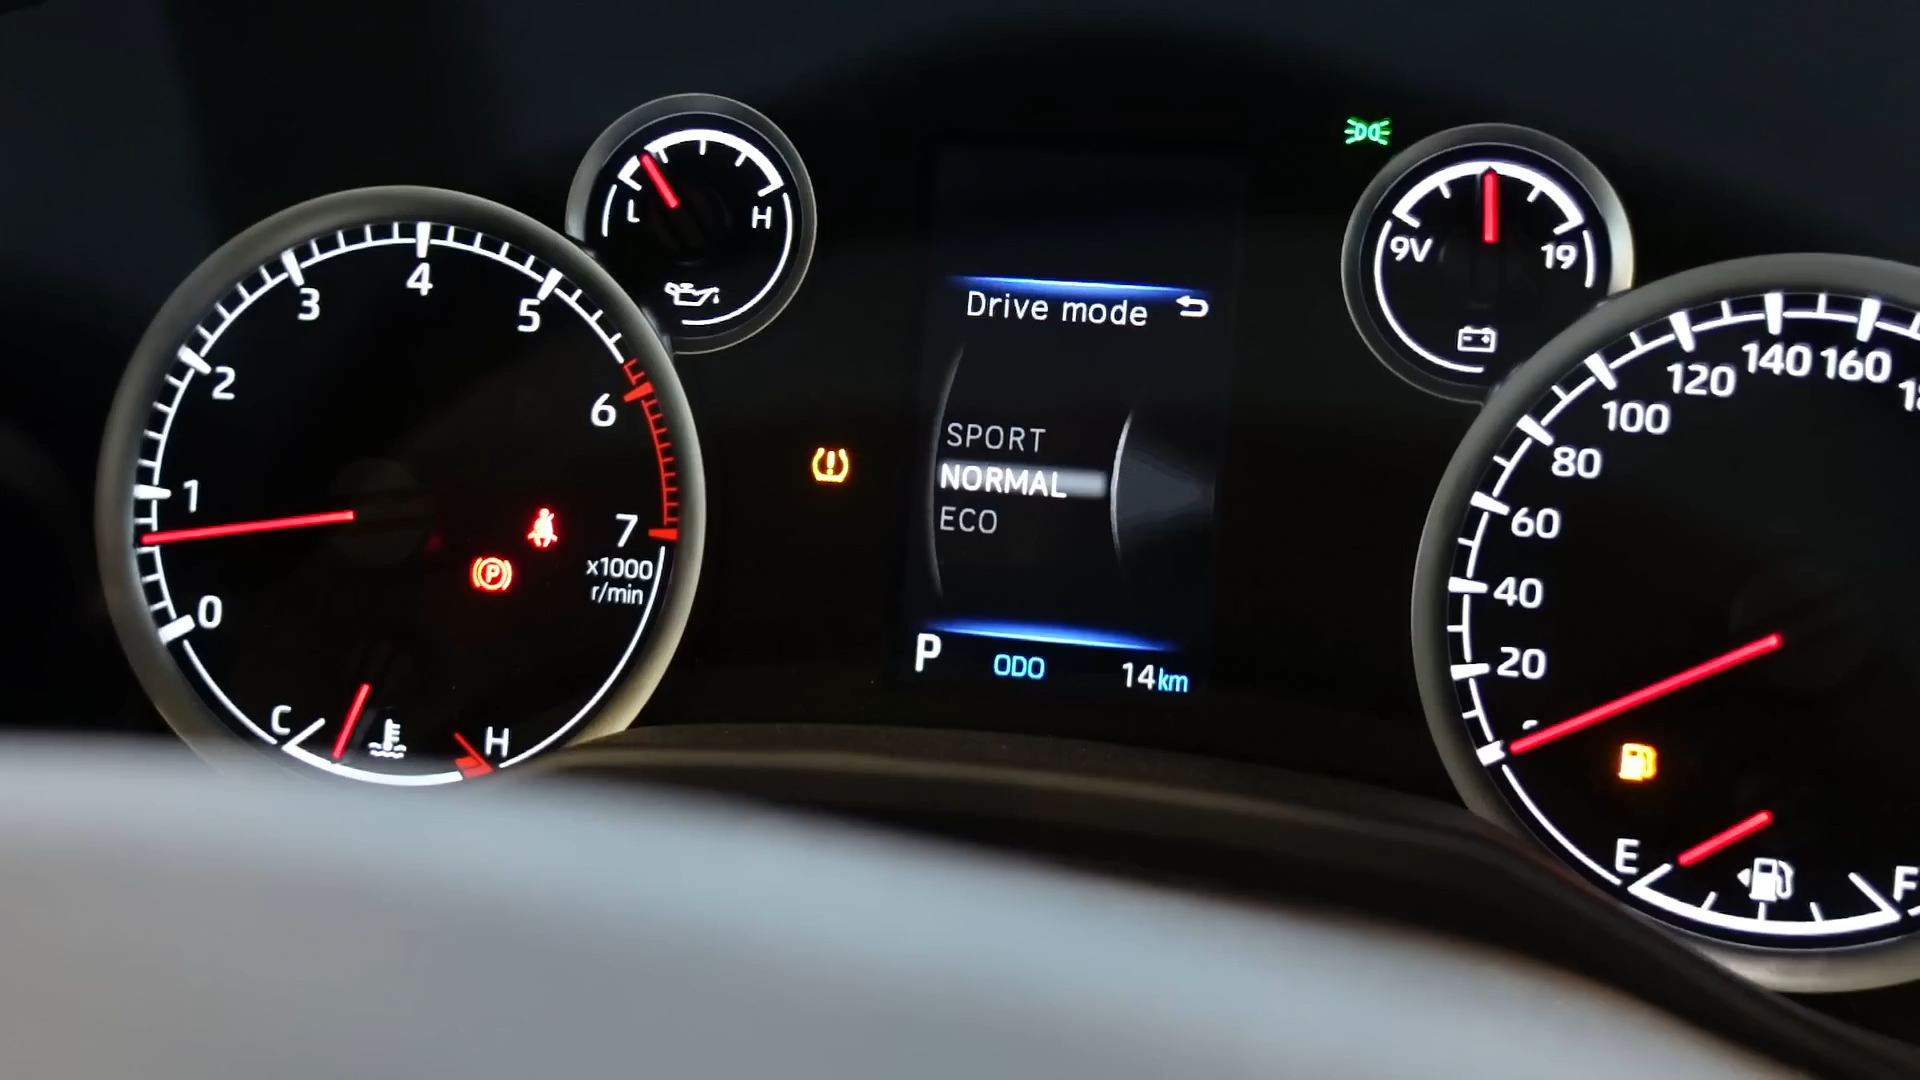 0
1
2
3
4
5
6
7
x1000
r/min
C
H
L
H
P
Drive mode
SPORT
NORMAL
ECO
P ODO 14km
9V
19
20
40
60
80
100
120
140
160
E
F